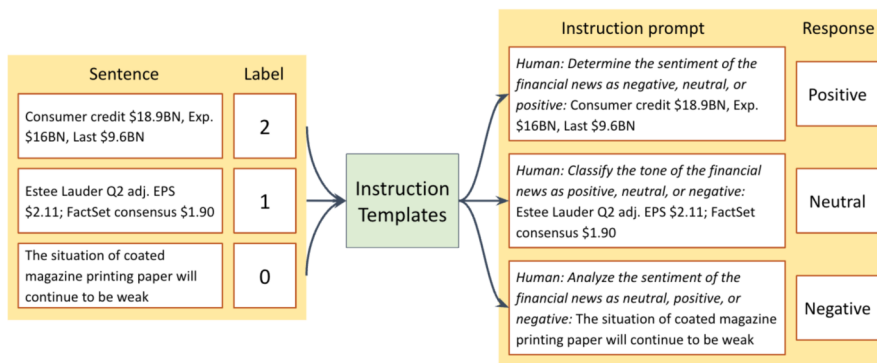 Sentence Label
Consumer credit $18.9BN, Exp.
$16BN, Last $9.6BN
2
Estee Lauder Q2 adj. EPS
$2.11; FactSet consensus $1.90
1
The situation of coated
magazine printing paper will
continue to be weak
0
Instruction
Templates
Instruction prompt Response
Human: Determine the sentiment of the
financial news as negative, neutral, or
positive: Consumer credit $18.9BN, Exp.
$16BN, Last $9.6BN
Positive
Human: Classify the tone of the financial
news as positive, neutral, or negative:
Estee Lauder Q2 adj. EPS $2.11; FactSet
consensus $1.90
Neutral
Human: Analyze the sentiment of the
financial news as neutral, positive, or
negative: The situation of coated magazine
printing paper will continue to be weak
Negative